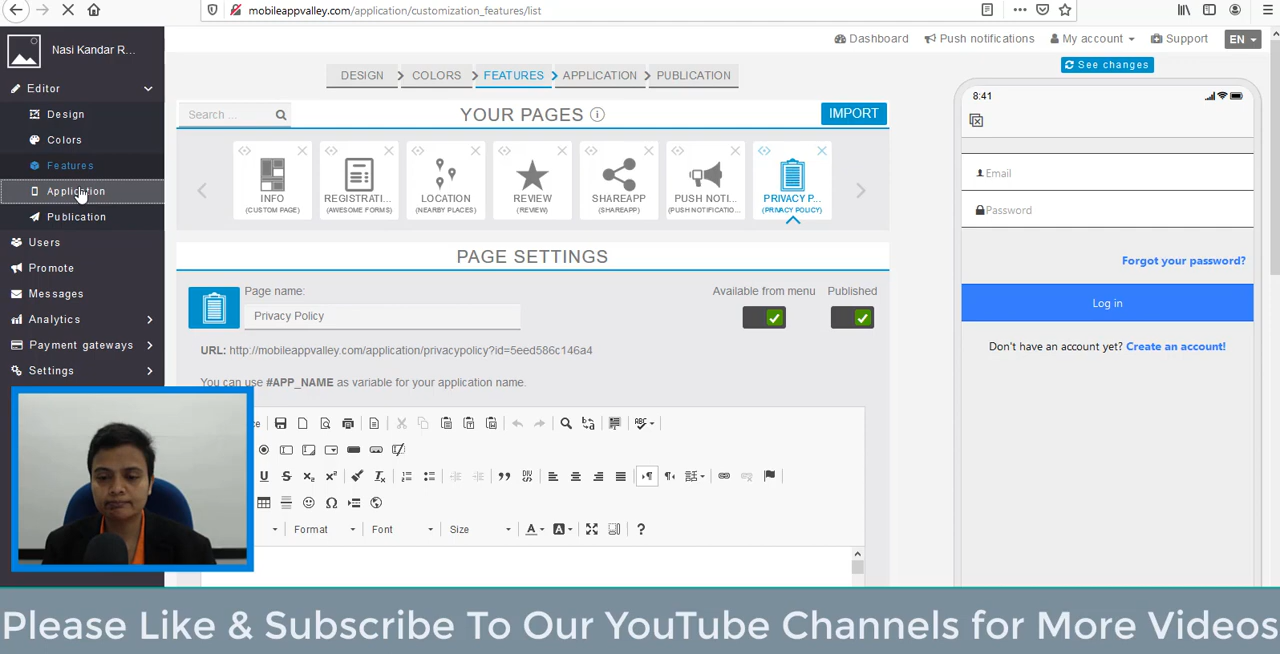 mobileappvalley.com/application/customization_features/list
Nasi Kandar R...
Dashboard Push notifications My account Support EN
See changes
Editor
Design
Colors
Features
Application
Publication
Users
Promote
Messages
Analytics
Payment gateways
Settings
DESIGN COLORS FEATURES APPLICATION PUBLICATION
Search ... YOUR PAGES IMPORT
INFO REGISTRATI... LOCATION REVIEW SHAREAPP PUSH NOTI... PRIVACY P...
(CUSTOM PAGE) (AWESOME FORMS) (NEARBY PLACES) (REVIEW) (SHAREAPP) (PUSH NOTIFICATIO... (PRIVACY POLICY)
PAGE SETTINGS
Page name: Available from menu Published
Privacy Policy
URL: http://mobileappvalley.com/application/privacypolicy?id=5eed586c146a4
You can use #APP_NAME as variable for your application name.
Format Font Size
8:41
Email
Password
Forgot your password?
Log in
Don't have an account yet? Create an account!
Please Like & Subscribe To Our YouTube Channels for More Videos